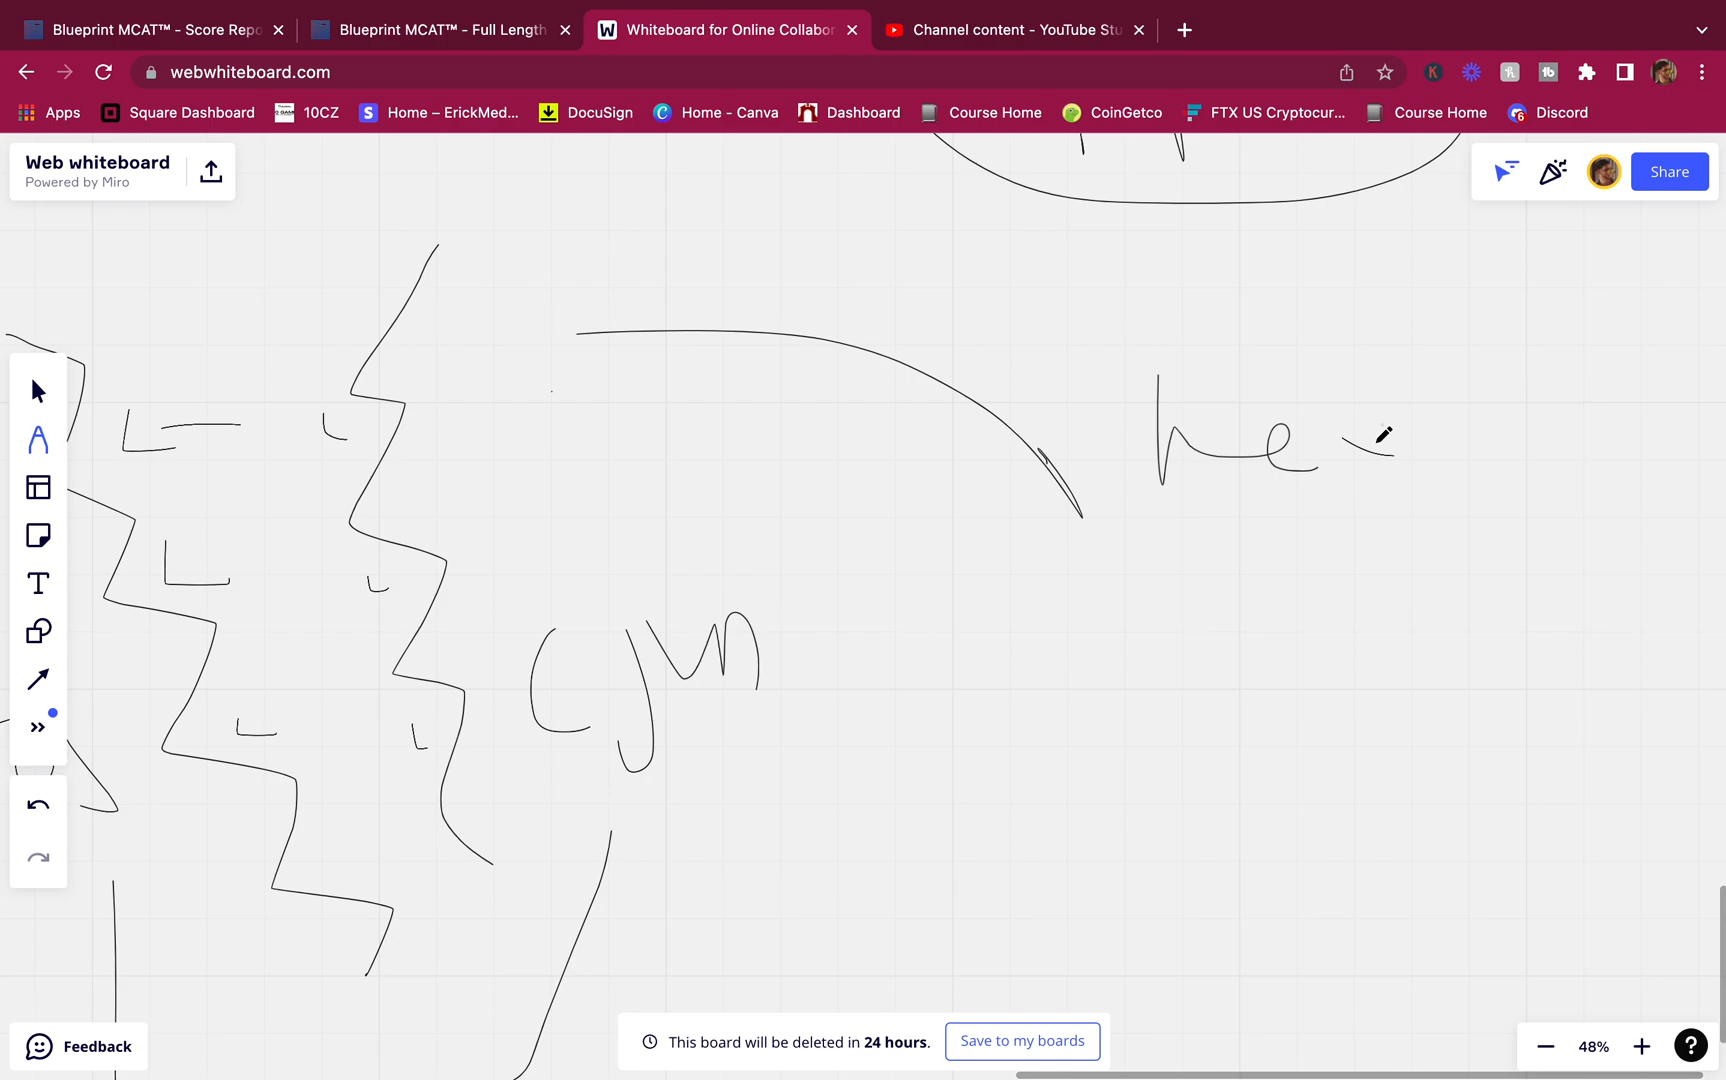 Blueprint MCAT™ - Score Repo
Blueprint MCAT™ - Full Length
Whiteboard for Online Collabor
Channel content - YouTube Stu
webwhiteboard.com
Apps
Square Dashboard
10CZ
Home – ErickMed...
DocuSign
Home - Canva
Dashboard
Course Home
CoinGetco
FTX US Cryptocur...
Course Home
Discord
Web whiteboard
Powered by Miro
Share
he
Feedback
This board will be deleted in 24 hours.
Save to my boards
48%